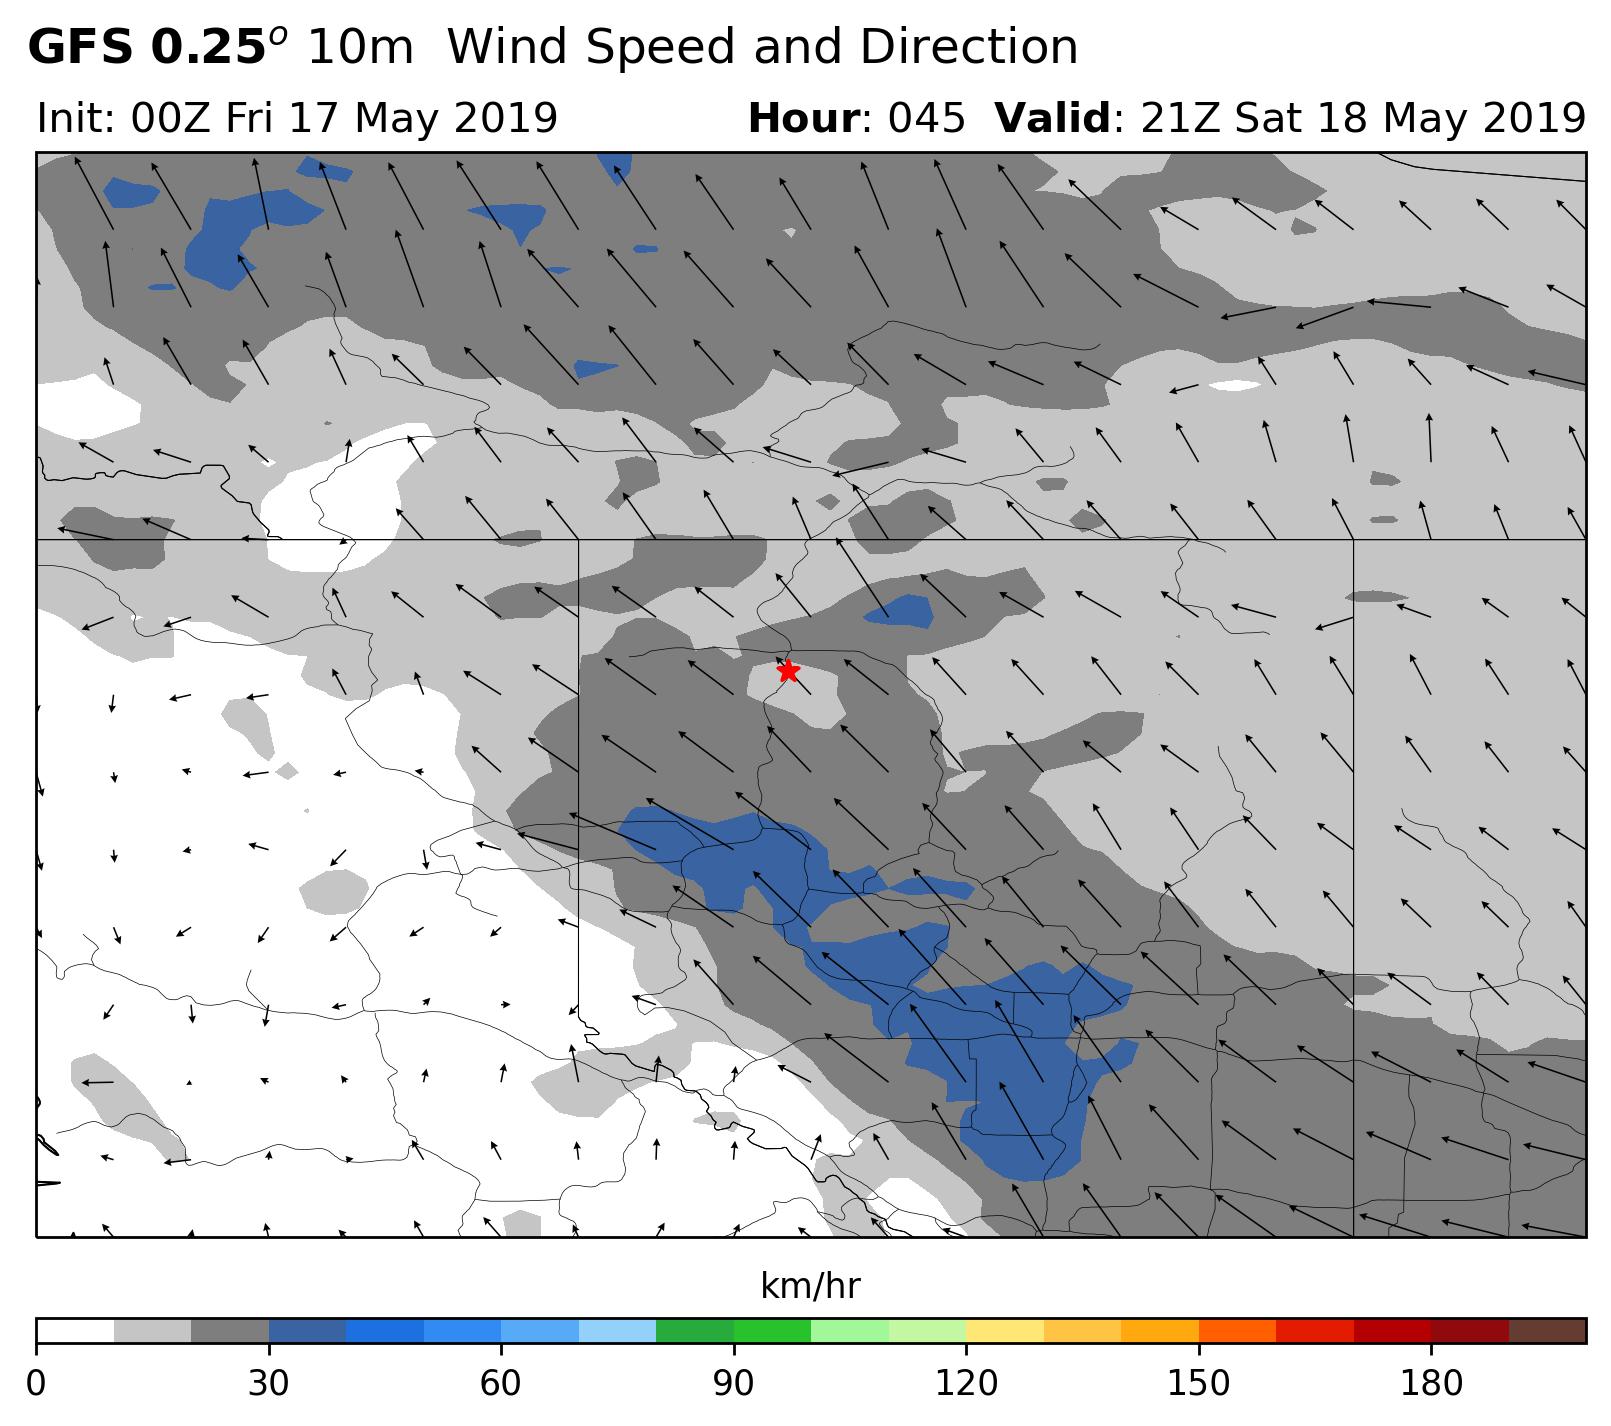 GFS 0.25° 10m Wind Speed and Direction
Init: 00Z Fri 17 May 2019 Hour: 045 Valid: 21Z Sat 18 May 2019
km/hr
0 30 60 90 120 150 180